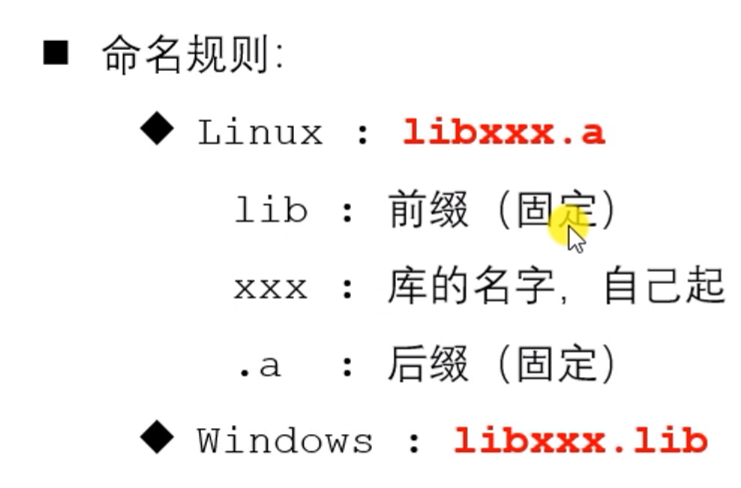 ■ 命名规则:
◆ Linux : libxxx.a
lib : 前缀（固定）
xxx : 库的名字，自己起
.a : 后缀（固定）
◆ Windows : libxxx.lib